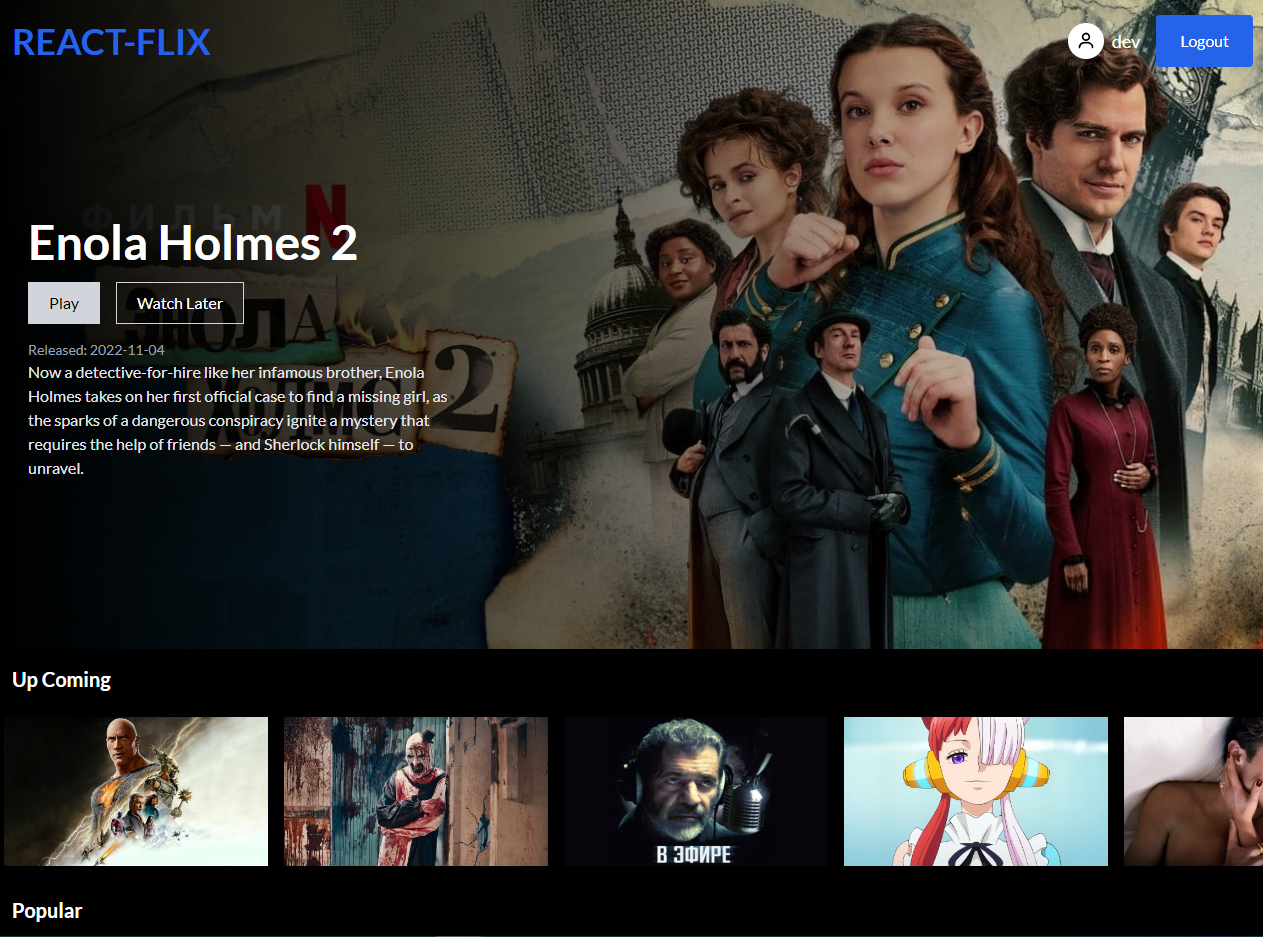 REACT-FLIX
dev
Logout
ФИЛЬМ N
Enola Holmes 2
Play
Watch Later
ЭНОЛА
Released: 2022-11-04
Now a detective-for-hire like her infamous brother, Enola
Holmes takes on her first official case to find a missing girl, as
the sparks of a dangerous conspiracy ignite a mystery that
requires the help of friends — and Sherlock himself — to
unravel.
ХОЛМС 2
Up Coming
В ЭФИРЕ
Popular